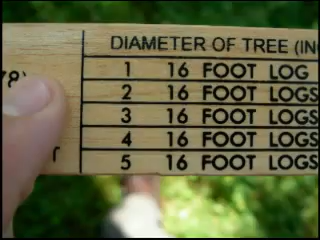 DIAMETER OF TREE (IN
1 16 FOOT LOG
2 16 FOOT LOGS
3 16 FOOT LOGS
4 16 FOOT LOGS
5 16 FOOT LOGS